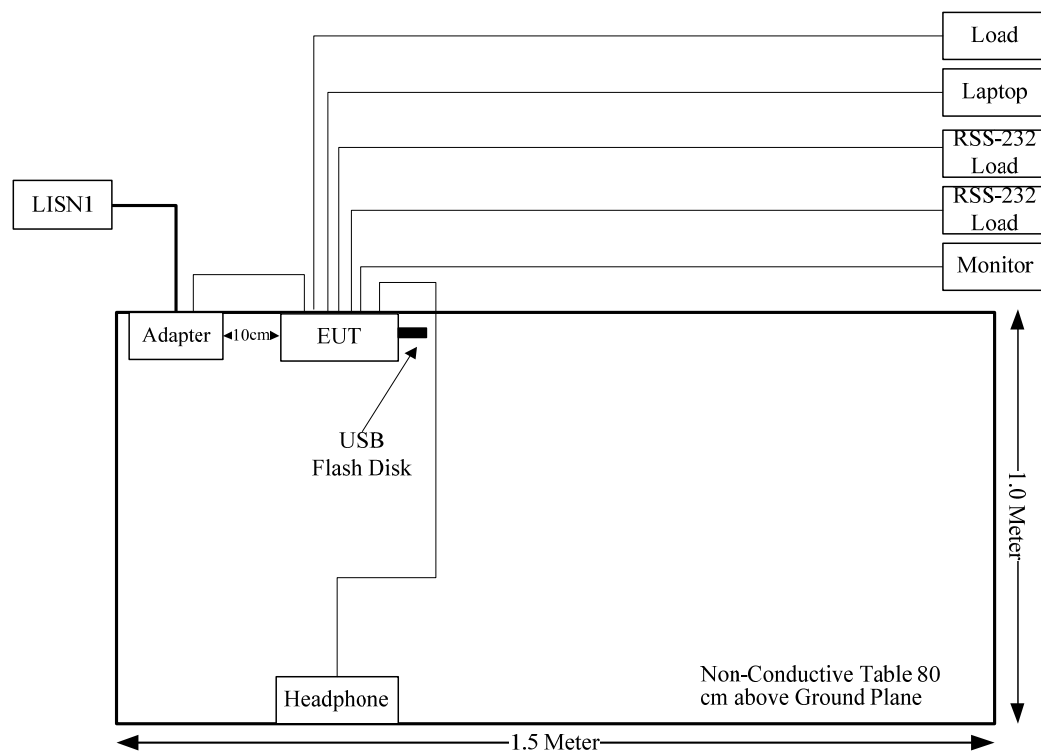 Load
Laptop
RSS-232
Load
RSS-232
Load
Monitor
LISN1
Adapter
10cm
EUT
USB
Flash Disk
1.0 Meter
Non-Conductive Table 80
cm above Ground Plane
Headphone
1.5 Meter